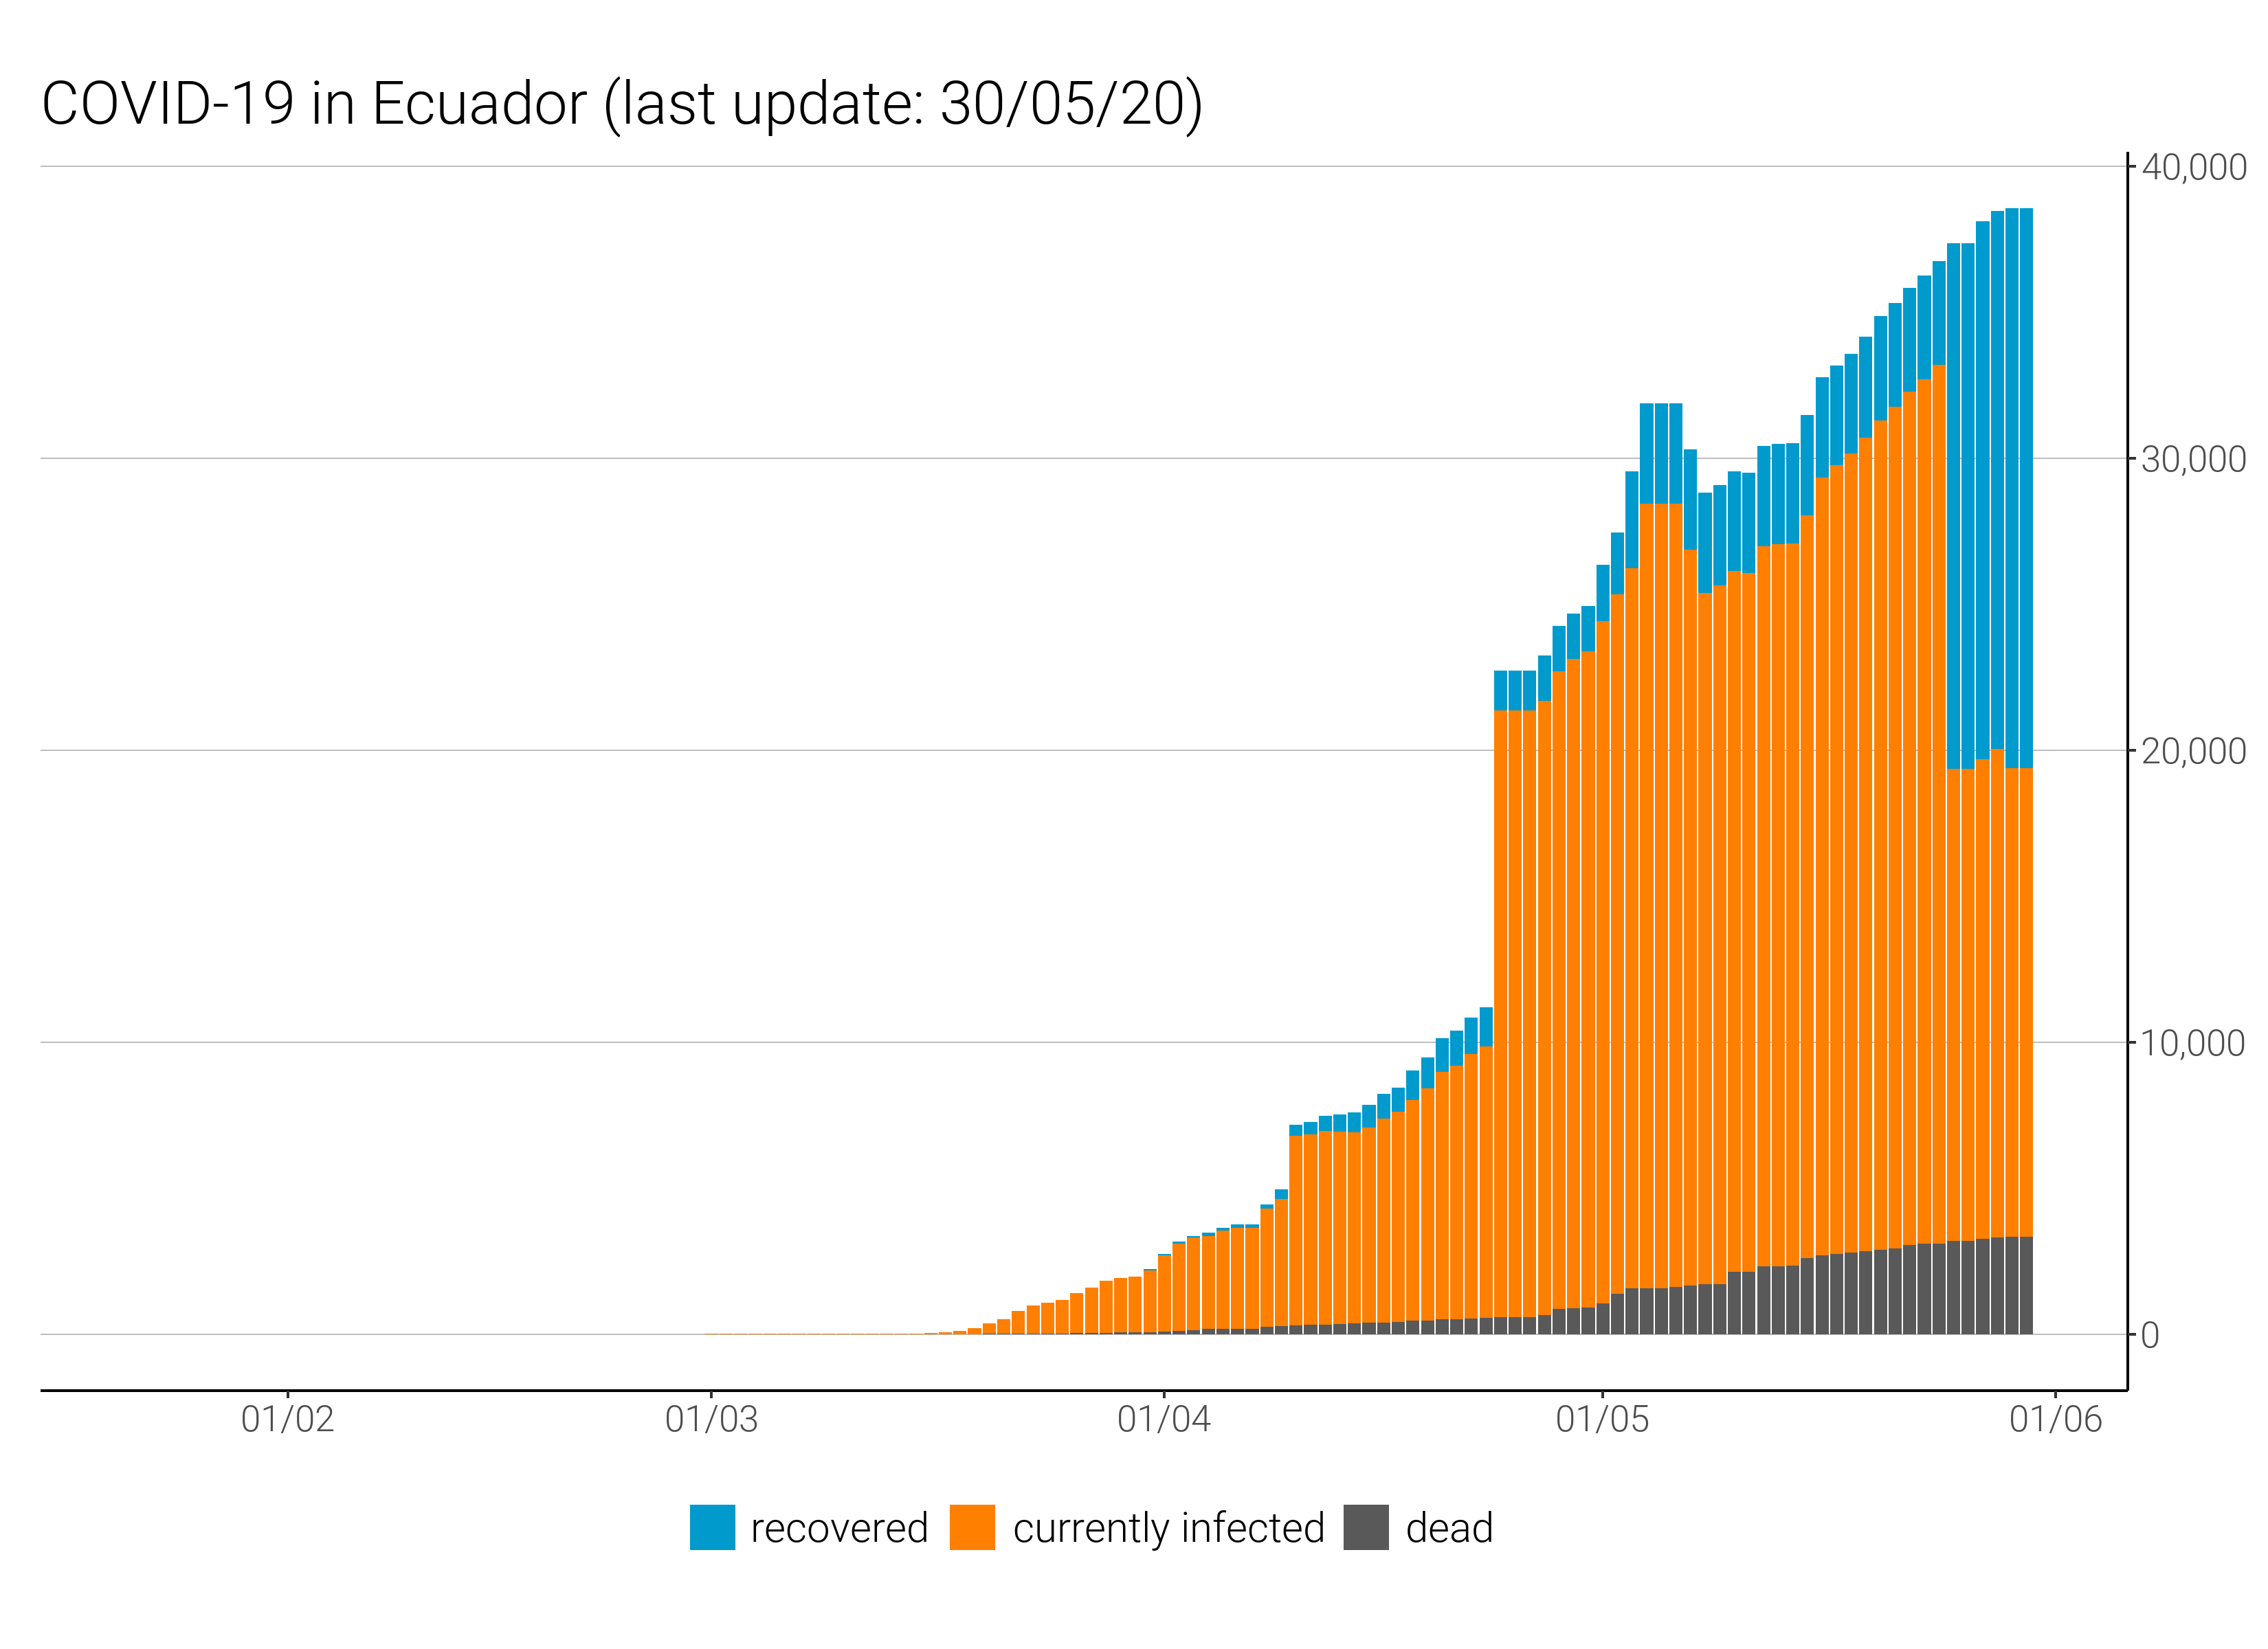 COVID-19 in Ecuador (last update: 30/05/20)
40,000
30,000
20,000
10,000
0
01/02 01/03 01/04 01/05 01/06
recovered currently infected dead